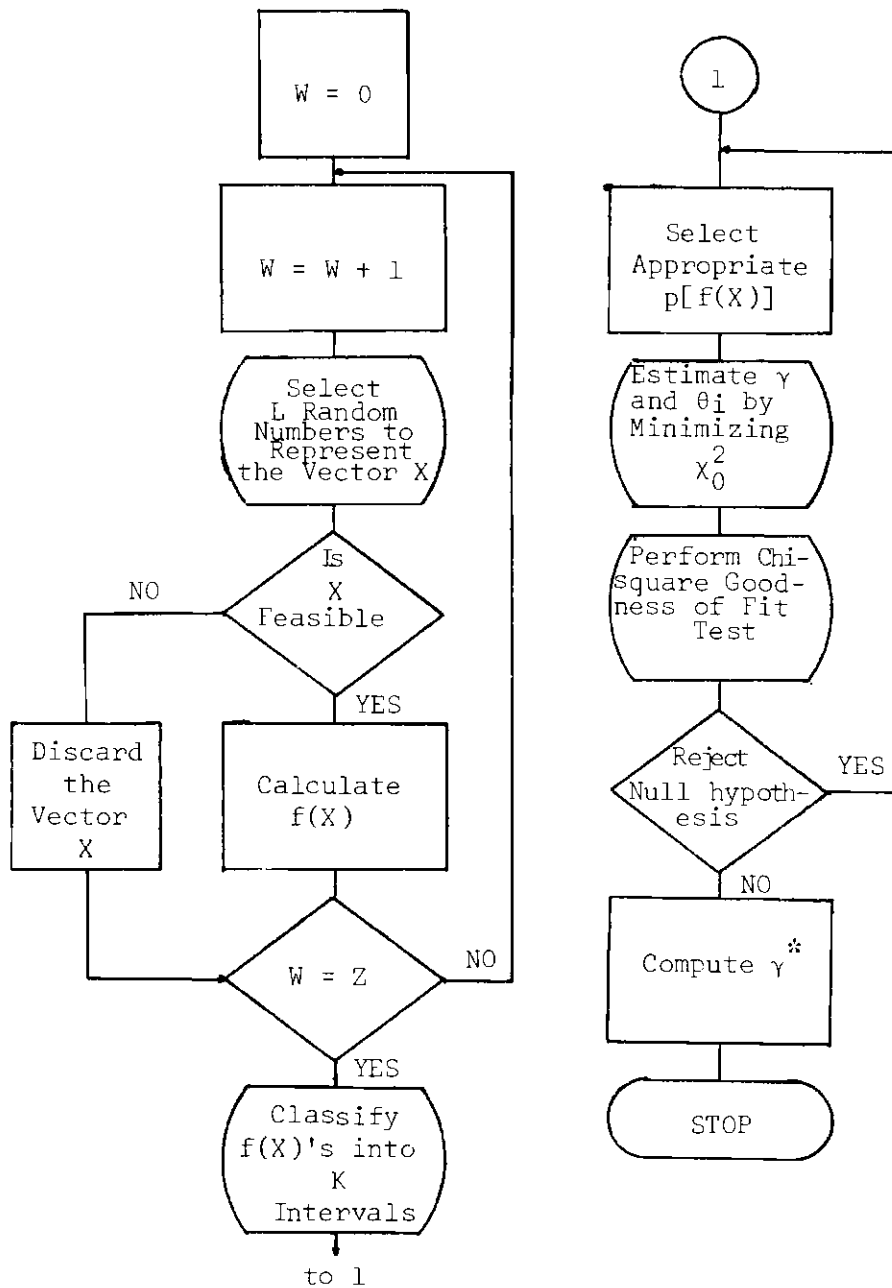 W = 0
W = W + 1
Select
L Random
Numbers to
Represent
the Vector X
Is
X
Feasible
NO
YES
Discard
the
Vector
X
Calculate
f(X)
W = Z
NO
YES
Classify
f(X)'s into
K
Intervals
to 1
1
Select
Appropriate
p[f(X)]
Estimate γ
and θi by
Minimizing
χ₀²
Perform Chi-
square Good-
ness of Fit
Test
Reject
Null hypoth-
esis
YES
NO
Compute γ*
STOP